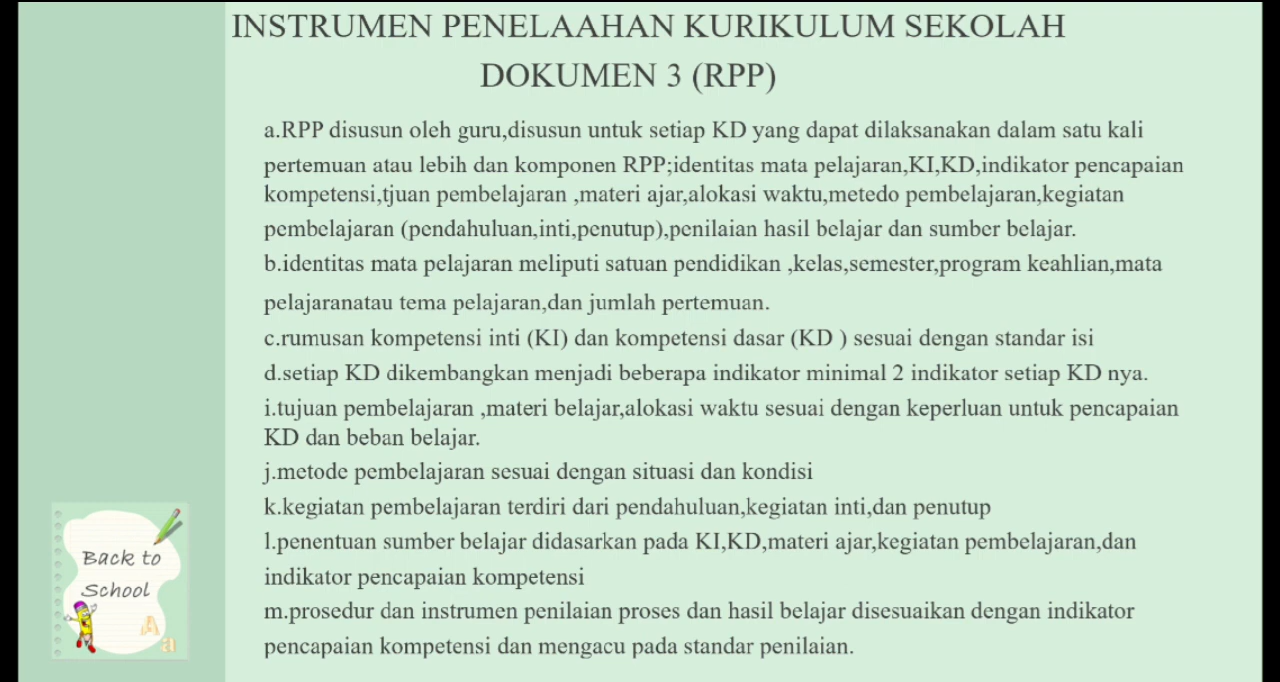 INSTRUMEN PENELAAHAN KURIKULUM SEKOLAH
DOKUMEN 3 (RPP)
a.RPP disusun oleh guru,disusun untuk setiap KD yang dapat dilaksanakan dalam satu kali
pertemuan atau lebih dan komponen RPP;identitas mata pelajaran,KI,KD,indikator pencapaian
kompetensi,tjuan pembelajaran ,materi ajar,alokasi waktu,metedo pembelajaran,kegiatan
pembelajaran (pendahuluan,inti,penutup),penilaian hasil belajar dan sumber belajar.
b.identitas mata pelajaran meliputi satuan pendidikan ,kelas,semester,program keahlian,mata
pelajaranatau tema pelajaran,dan jumlah pertemuan.
c.rumusan kompetensi inti (KI) dan kompetensi dasar (KD ) sesuai dengan standar isi
d.setiap KD dikembangkan menjadi beberapa indikator minimal 2 indikator setiap KD nya.
i.tujuan pembelajaran ,materi belajar,alokasi waktu sesuai dengan keperluan untuk pencapaian
KD dan beban belajar.
j.metode pembelajaran sesuai dengan situasi dan kondisi
k.kegiatan pembelajaran terdiri dari pendahuluan,kegiatan inti,dan penutup
l.penentuan sumber belajar didasarkan pada KI,KD,materi ajar,kegiatan pembelajaran,dan
indikator pencapaian kompetensi
m.prosedur dan instrumen penilaian proses dan hasil belajar disesuaikan dengan indikator
pencapaian kompetensi dan mengacu pada standar penilaian.
Back to
School
A
a